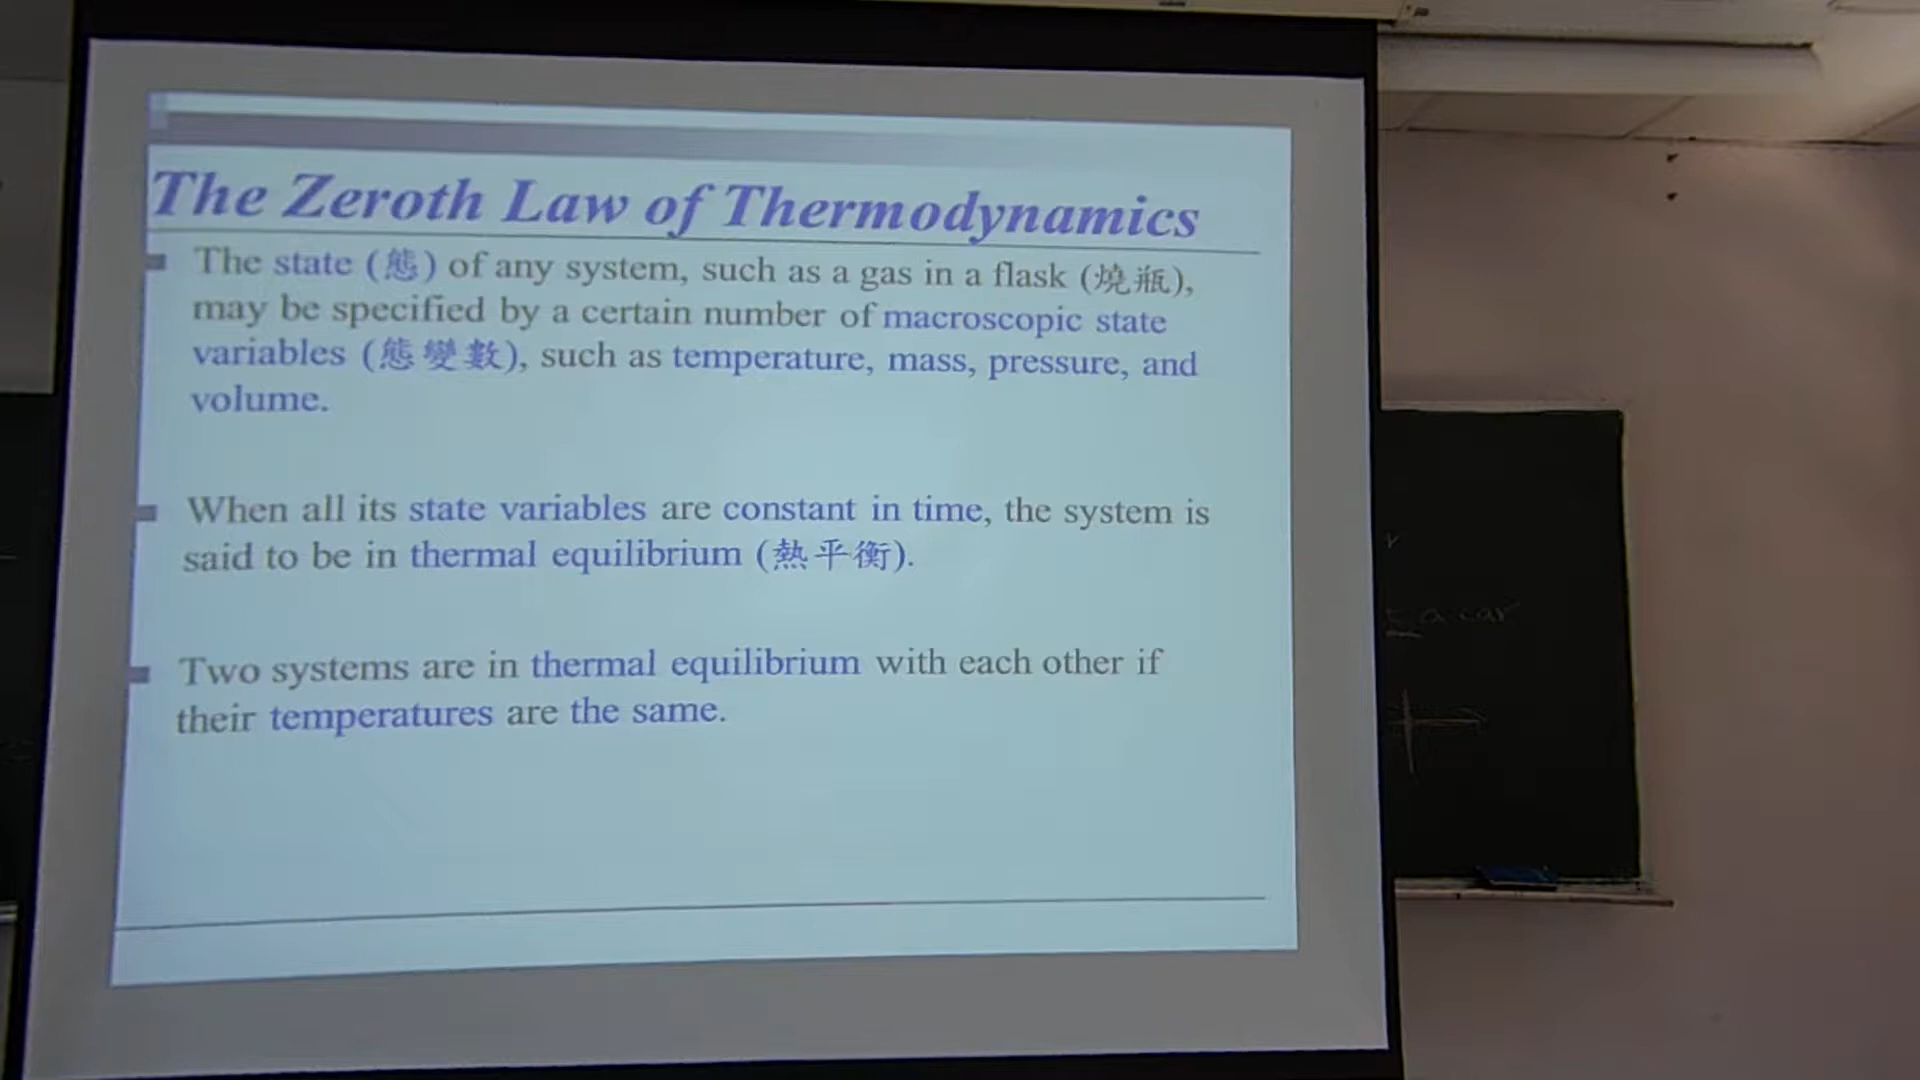 The Zeroth Law of Thermodynamics
The state (態) of any system, such as a gas in a flask (燒瓶),
may be specified by a certain number of macroscopic state
variables (態變數), such as temperature, mass, pressure, and
volume.
When all its state variables are constant in time, the system is
said to be in thermal equilibrium (熱平衡).
Two systems are in thermal equilibrium with each other if
their temperatures are the same.
a car